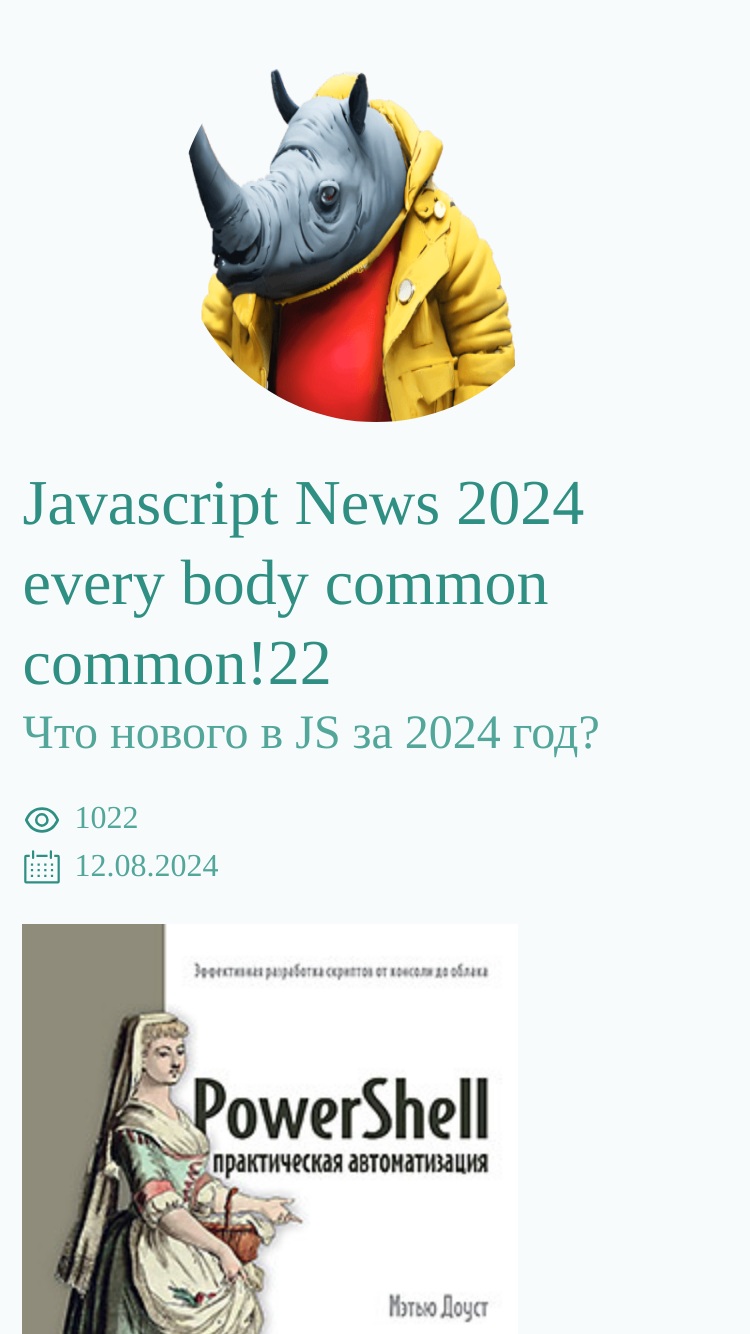 Javascript News 2024
every body common
common!22
Что нового в JS за 2024 год?
1022
12.08.2024
Эффективная разработка скриптов от консоли до облака
PowerShell
практическая автоматизация
Мэтью Доуст